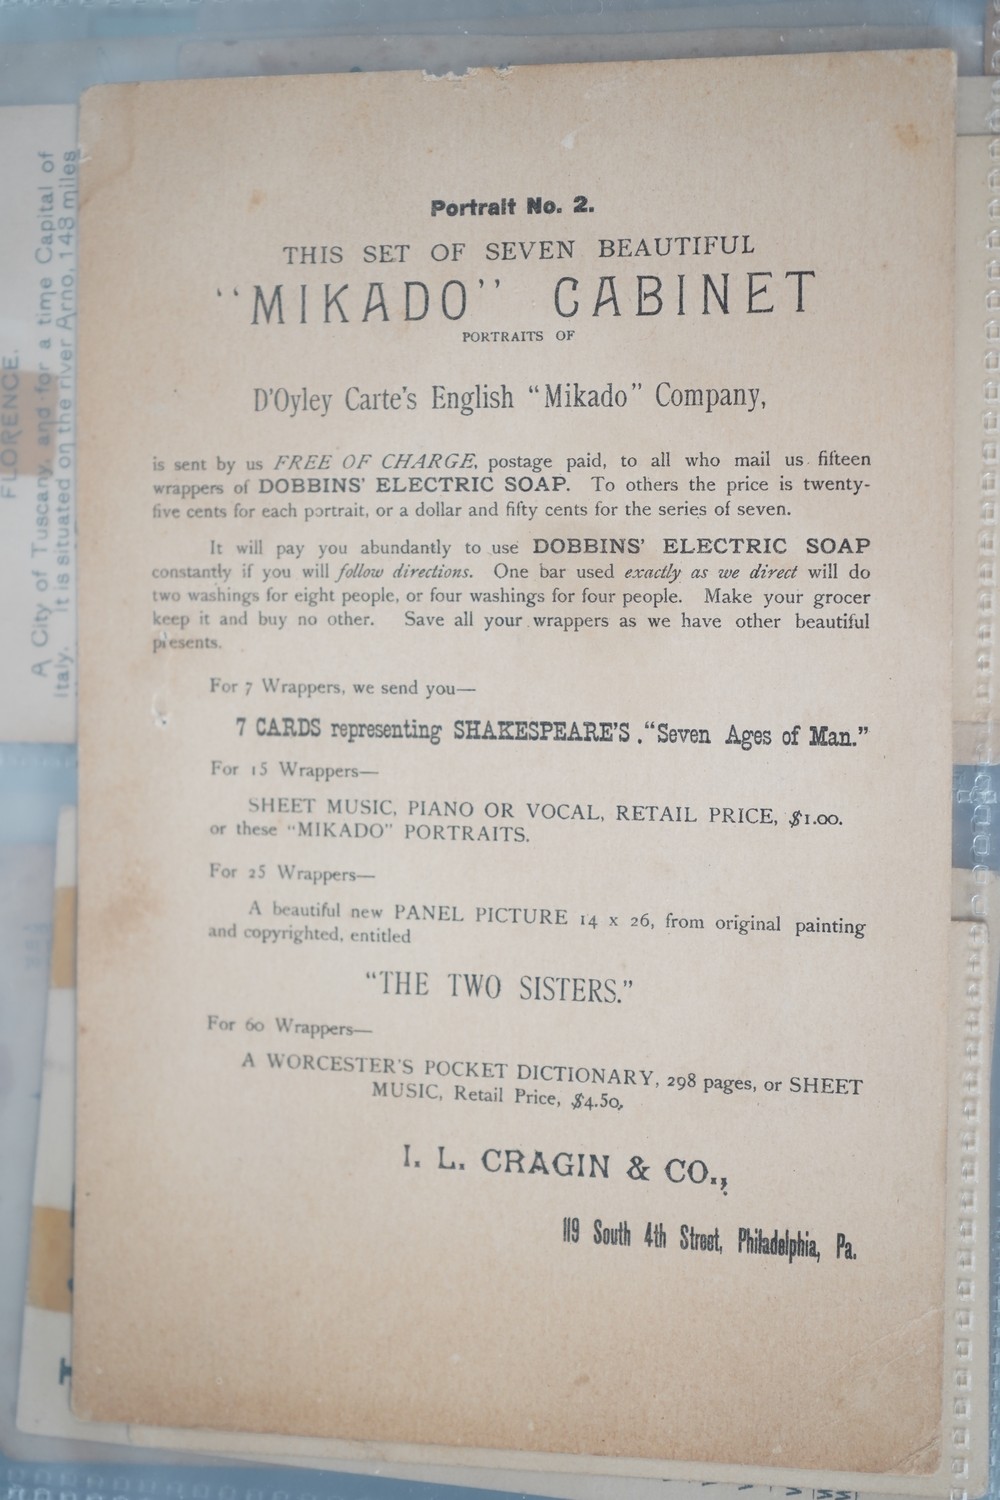 Portrait No. 2.
THIS SET OF SEVEN BEAUTIFUL
"MIKADO" CABINET
PORTRAITS OF
D'Oyley Carte's English "Mikado" Company,
is sent by us FREE OF CHARGE, postage paid, to all who mail us fifteen
wrappers of DOBBINS' ELECTRIC SOAP. To others the price is twenty-
five cents for each portrait, or a dollar and fifty cents for the series of seven.
It will pay you abundantly to use DOBBINS' ELECTRIC SOAP
constantly if you will follow directions. One bar used exactly as we direct will do
two washings for eight people, or four washings for four people. Make your grocer
keep it and buy no other. Save all your wrappers as we have other beautiful
presents.
For 7 Wrappers, we send you—
7 CARDS representing SHAKESPEARE'S "Seven Ages of Man."
For 15 Wrappers—
SHEET MUSIC, PIANO OR VOCAL, RETAIL PRICE, $1.00.
or these "MIKADO" PORTRAITS.
For 25 Wrappers—
A beautiful new PANEL PICTURE 14 x 26, from original painting
and copyrighted, entitled
"THE TWO SISTERS."
For 60 Wrappers—
A WORCESTER'S POCKET DICTIONARY, 298 pages, or SHEET
MUSIC, Retail Price, $4.50,
I. L. CRAGIN & CO.,
119 South 4th Street, Philadelphia, Pa.
FLORENCE.
A City of Tuscany, and for a time Capital of
Italy. It is situated on the river Arno, 143 miles